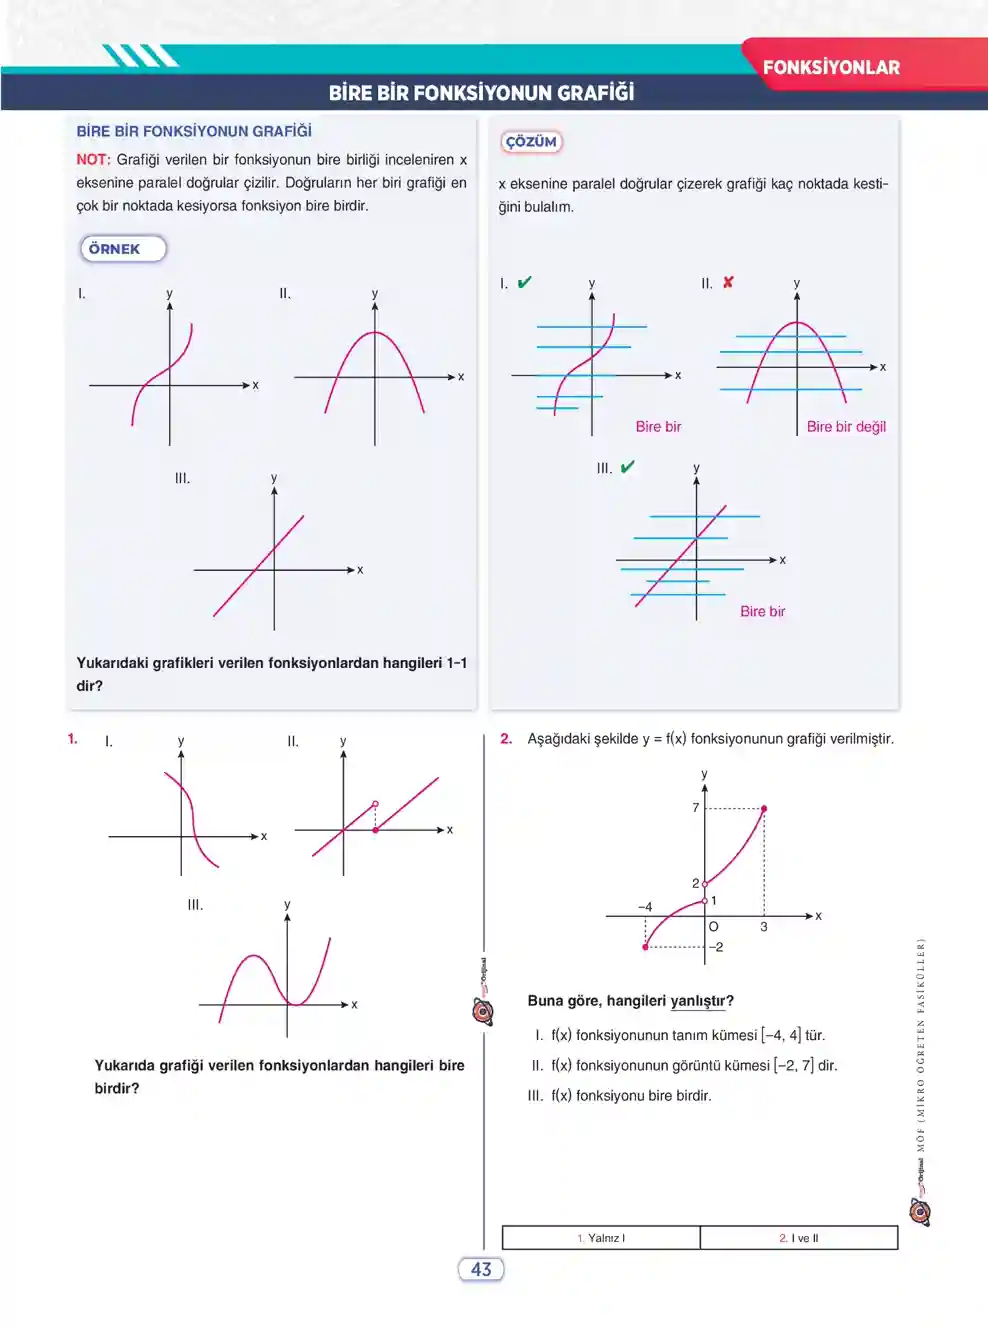 FONKSİYONLAR
BİRE BİR FONKSİYONUN GRAFİĞİ
BİRE BİR FONKSİYONUN GRAFİĞİ
NOT: Grafiği verilen bir fonksiyonun bire birliği inceleniren x
eksenine paralel doğrular çizilir. Doğruların her biri grafiği en
çok bir noktada kesiyorsa fonksiyon bire birdir.
ÖRNEK
I.
y
x
II.
y
x
III.
y
x
Yukarıdaki grafikleri verilen fonksiyonlardan hangileri 1-1
dir?
ÇÖZÜM
x eksenine paralel doğrular çizerek grafiği kaç noktada kesti-
ğini bulalım.
I. ✔
y
x
Bire bir
II. ✘
y
x
Bire bir değil
III. ✔
y
x
Bire bir
1.
I.
y
x
II.
y
x
III.
y
x
Yukarıda grafiği verilen fonksiyonlardan hangileri bire
birdir?
2. Aşağıdaki şekilde y = f(x) fonksiyonunun grafiği verilmiştir.
y
7
2
1
-4
O
3
x
-2
Buna göre, hangileri yanlıştır?
I. f(x) fonksiyonunun tanım kümesi [-4, 4] tür.
II. f(x) fonksiyonunun görüntü kümesi [-2, 7] dir.
III. f(x) fonksiyonu bire birdir.
Orijinal
Orijinal MÖF (MİKRO ÖĞRETEN FASİKÜLLER)
1. Yalnız I
2. I ve II
43